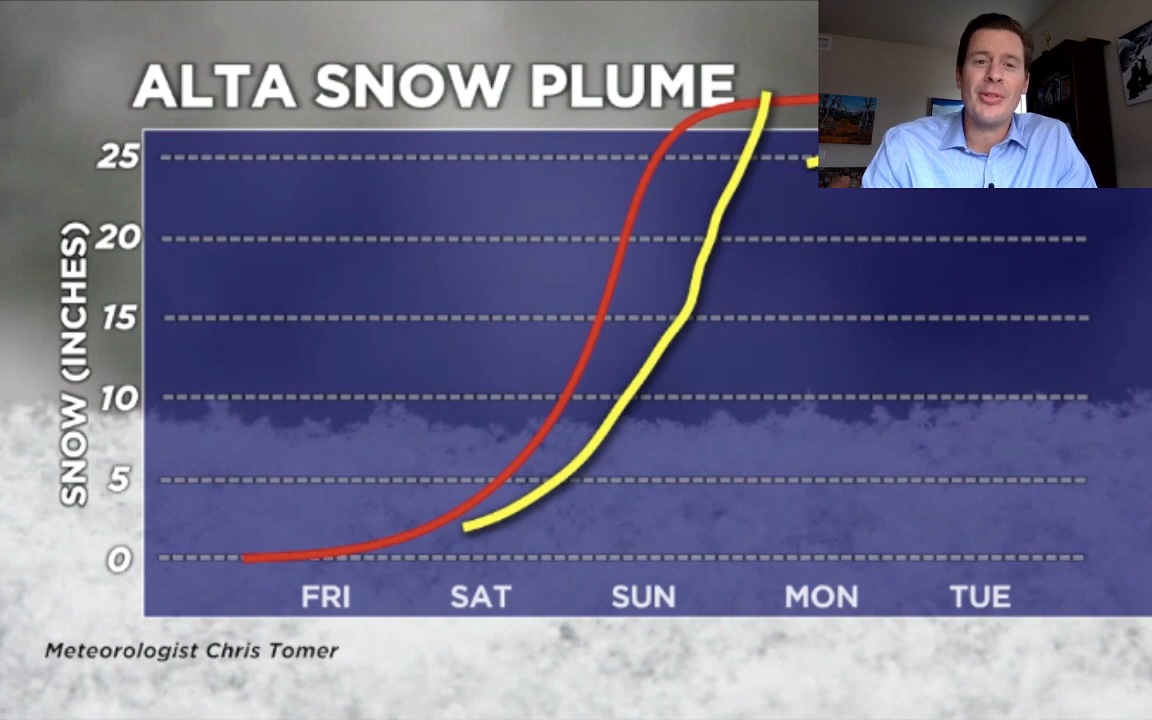 ALTA SNOW PLUME
SNOW (INCHES)
25
20
15
10
5
0
FRI SAT SUN MON TUE
Meteorologist Chris Tomer